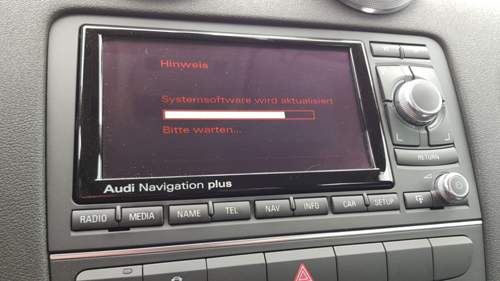 Hinweis
Systemsoftware wird aktualisiert
Bitte warten...
Audi Navigation plus
RADIO MEDIA NAME TEL NAV INFO CAR SETUP
RETURN